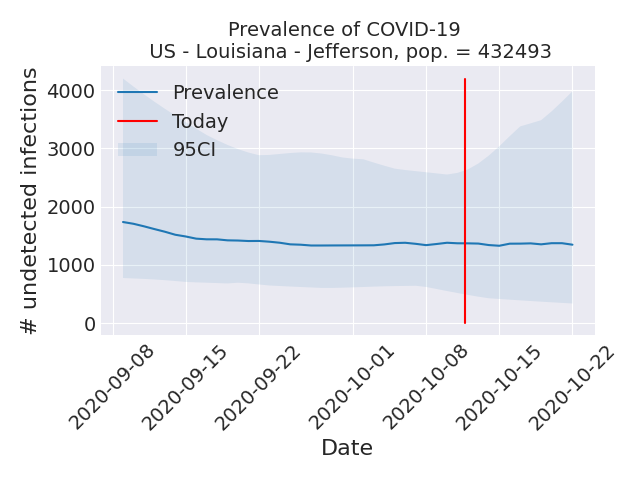 Prevalence of COVID-19
US - Louisiana - Jefferson, pop. = 432493
# undetected infections
4000
3000
2000
1000
0
Prevalence
Today
95CI
2020-09-08
2020-09-15
2020-09-22
2020-10-01
2020-10-08
2020-10-15
2020-10-22
Date